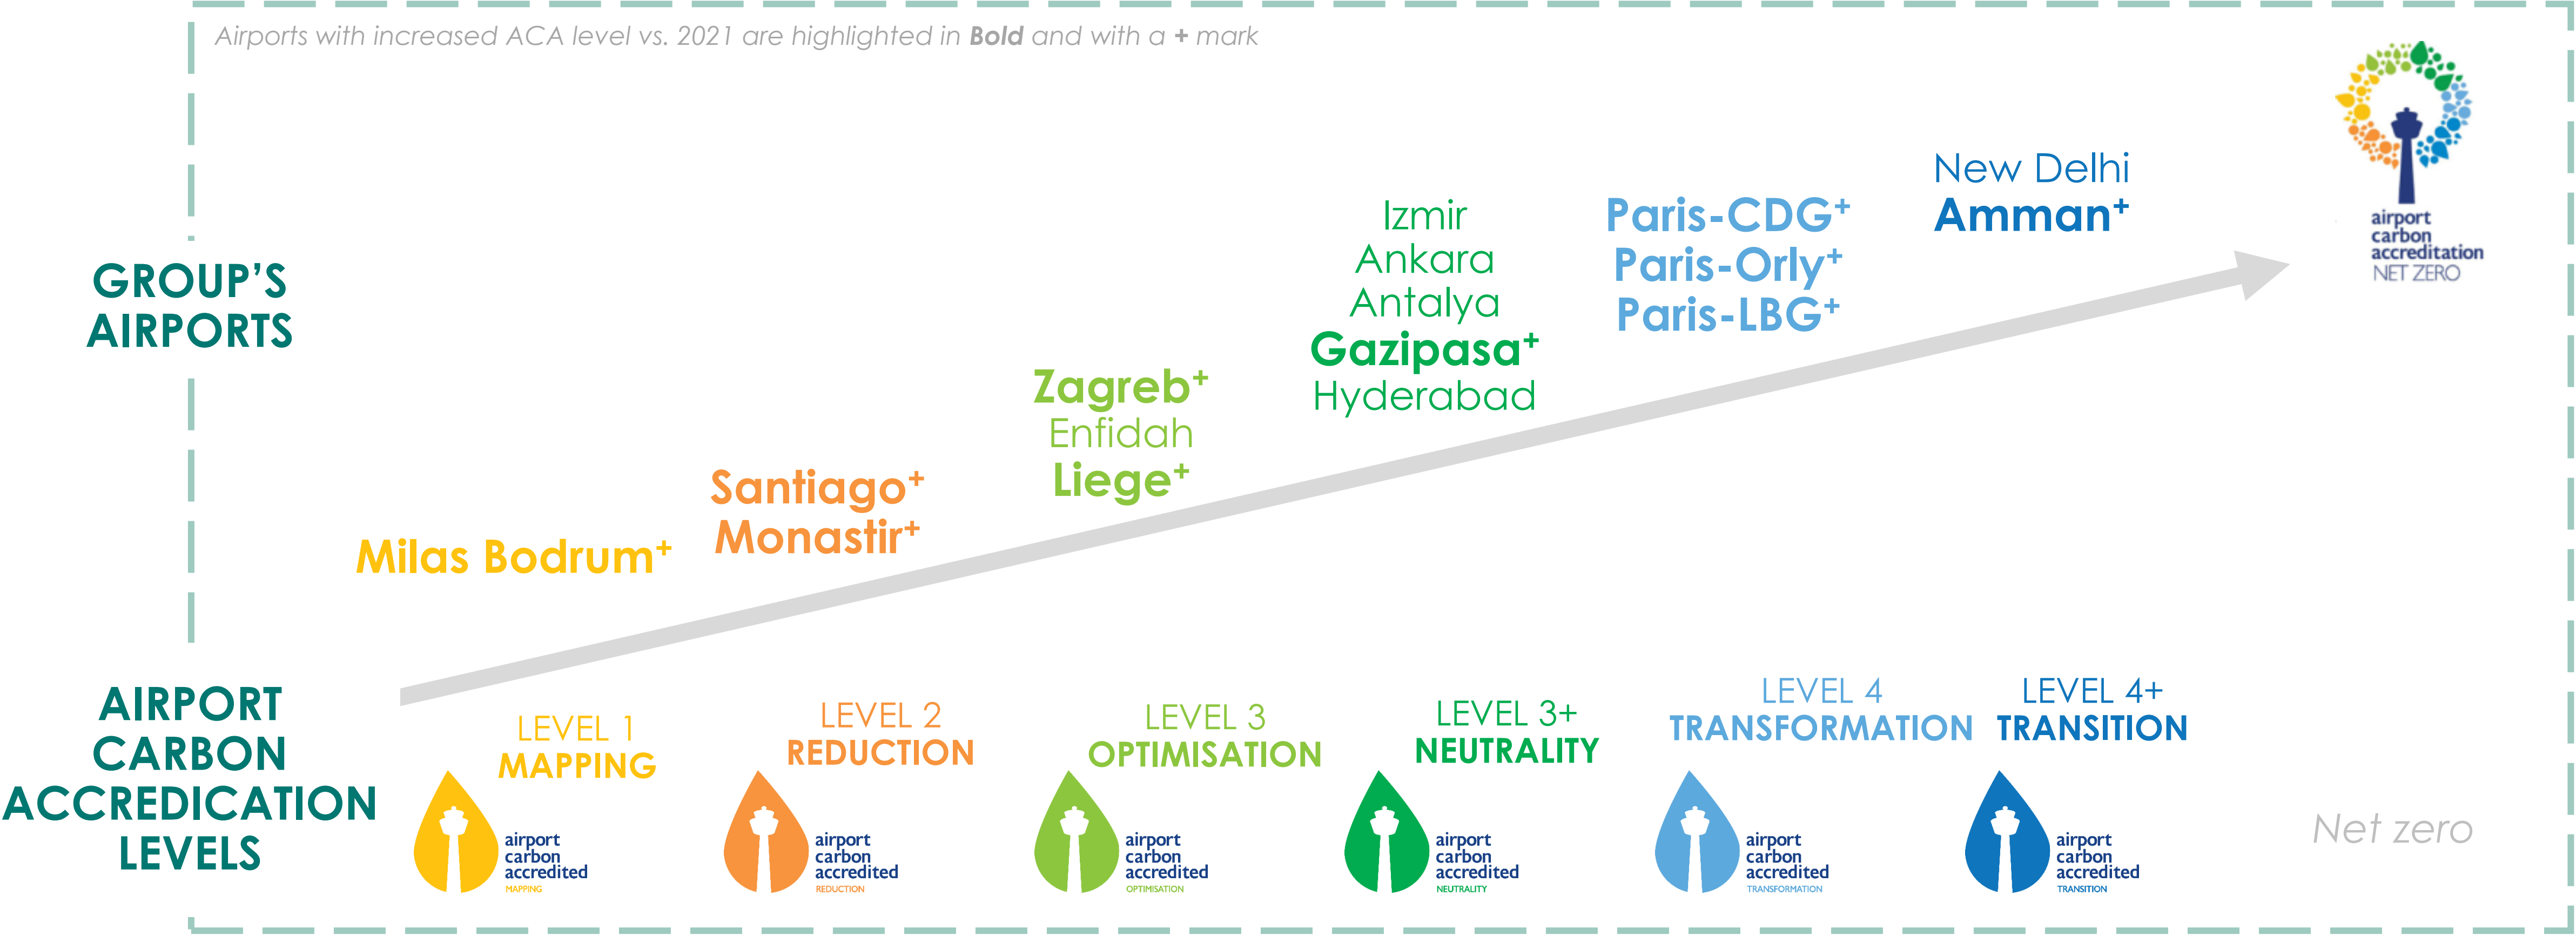 Airports with increased ACA level vs. 2021 are highlighted in Bold and with a + mark
GROUP'S
AIRPORTS
Milas Bodrum+
Santiago+
Monastir+
Zagreb+
Enfidah
Liege+
Izmir
Ankara
Antalya
Gazipasa+
Hyderabad
Paris-CDG+
Paris-Orly+
Paris-LBG+
New Delhi
Amman+
airport
carbon
accreditation
NET ZERO
AIRPORT
CARBON
ACCREDICATION
LEVELS
LEVEL 1
MAPPING
airport
carbon
accredited
MAPPING
LEVEL 2
REDUCTION
airport
carbon
accredited
REDUCTION
LEVEL 3
OPTIMISATION
airport
carbon
accredited
OPTIMISATION
LEVEL 3+
NEUTRALITY
airport
carbon
accredited
NEUTRALITY
LEVEL 4
TRANSFORMATION
airport
carbon
accredited
TRANSFORMATION
LEVEL 4+
TRANSITION
airport
carbon
accredited
TRANSITION
Net zero